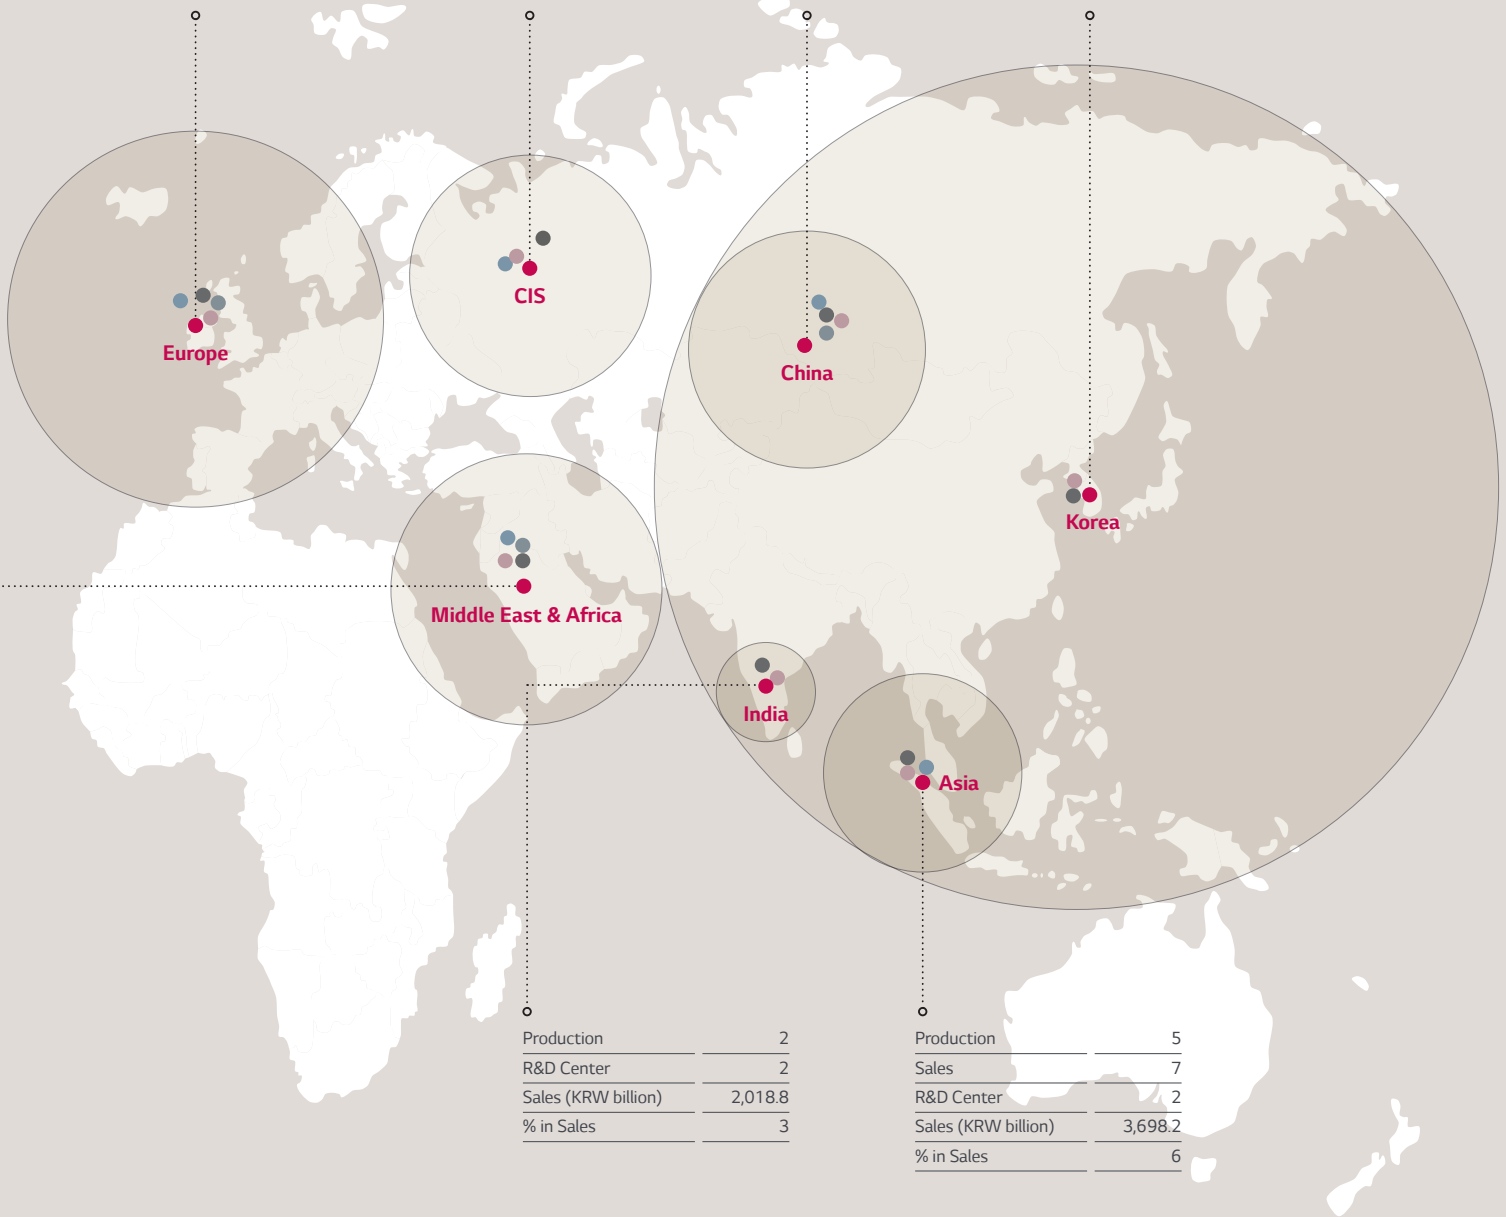 CIS
Europe
China
Korea
Middle East & Africa
India
Asia
Production 2
R&D Center 2
Sales (KRW billion) 2,018.8
% in Sales 3
Production 5
Sales 7
R&D Center 2
Sales (KRW billion) 3,698.2
% in Sales 6